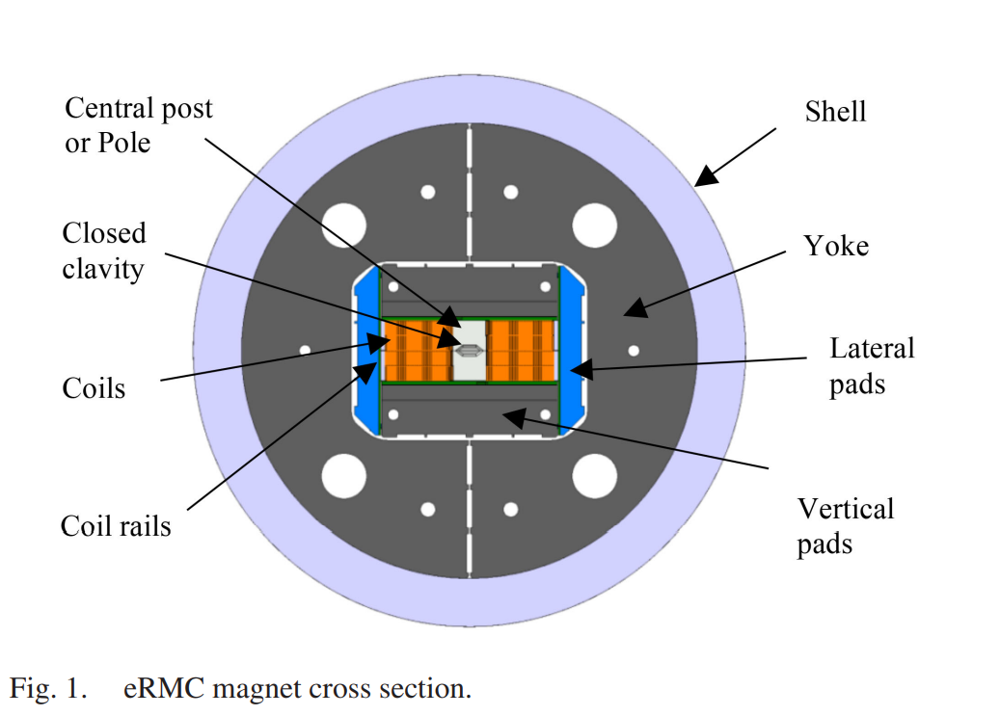 Central post
or Pole
Shell
Closed
clavity
Yoke
Lateral
pads
Coils
Coil rails
Vertical
pads
Fig. 1. eRMC magnet cross section.